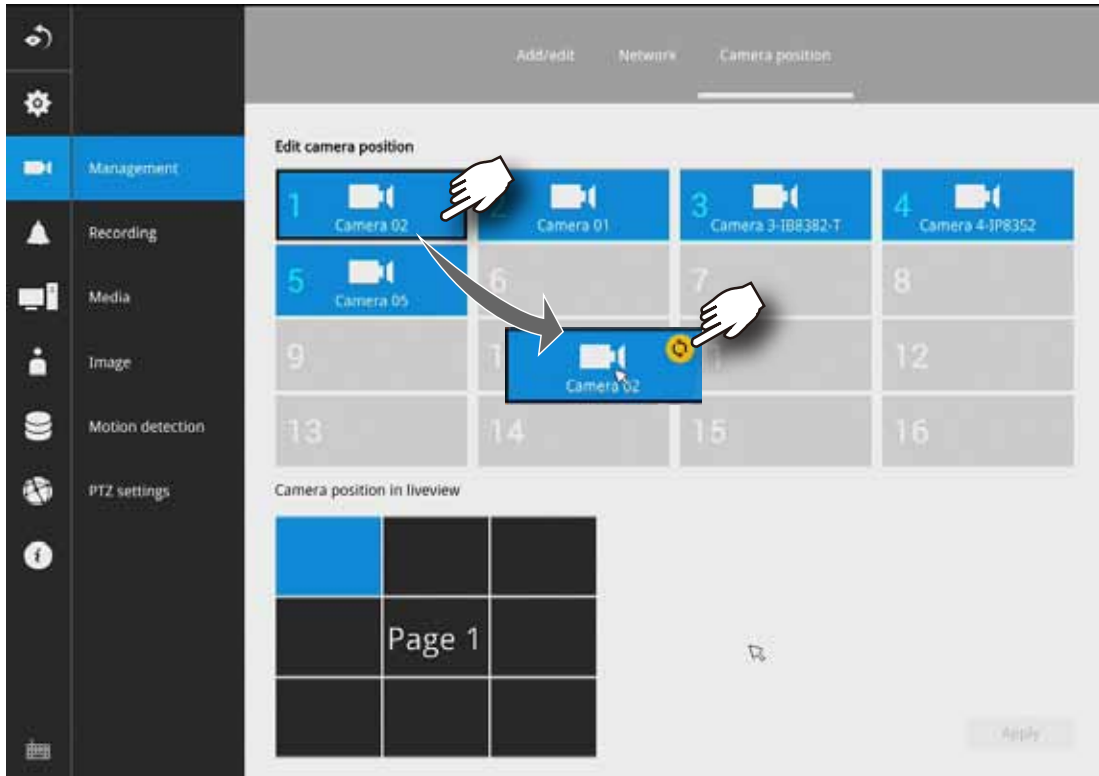 Add/edit Network Camera position
Edit camera position
Management
Recording
Media
Image
Motion detection
PTZ settings
1 Camera 02
2 Camera 01
3 Camera 3-IB8382-T
4 Camera 4-IP8352
5 Camera 05
6
7
8
9
12
Camera 02
13
14
15
16
Camera position in liveview
Page 1
Apply